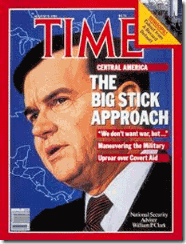 TIME
CENTRAL AMERICA
THE
BIG STICK
APPROACH
"We don't want war, but..."
Maneuvering the Military
Uproar over Covert Aid
National Security
Adviser
William P. Clark